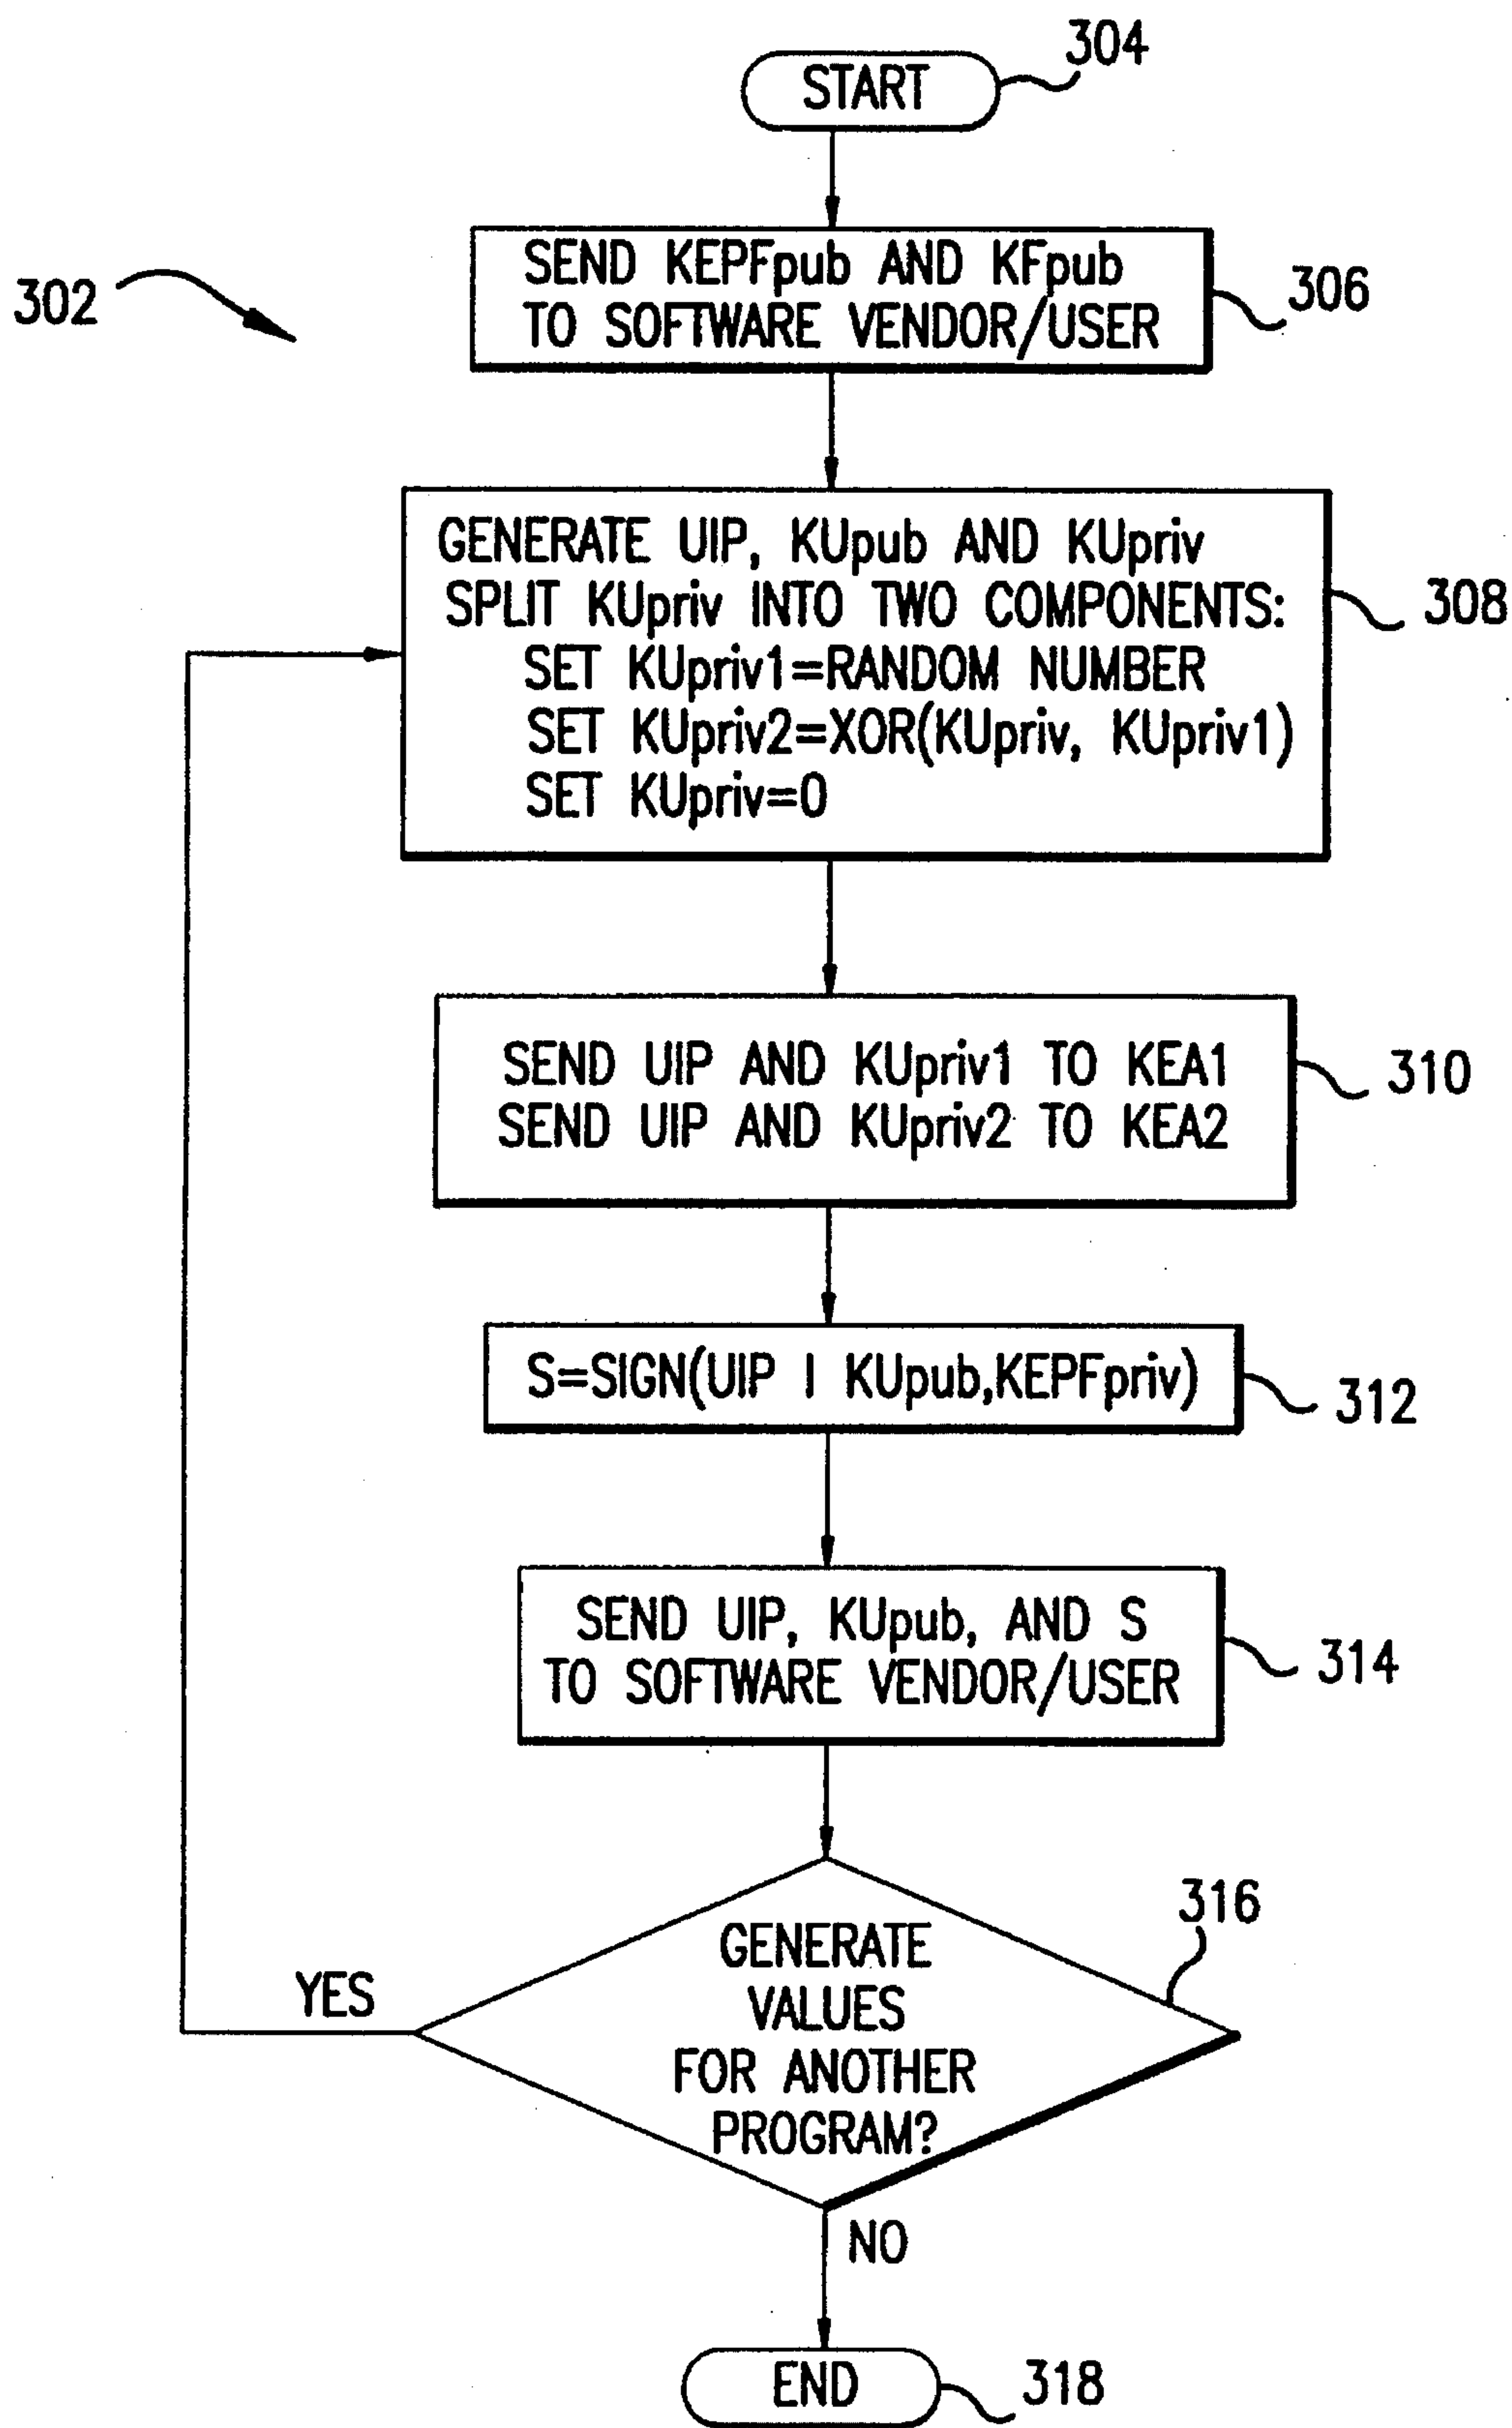 304
START
SEND KEPFpub AND KFpub
TO SOFTWARE VENDOR/USER
306
302
GENERATE UIP, KUpub AND KUpriv
SPLIT KUpriv INTO TWO COMPONENTS:
SET KUpriv1=RANDOM NUMBER
SET KUpriv2=XOR(KUpriv, KUpriv1)
SET KUpriv=0
308
SEND UIP AND KUpriv1 TO KEA1
SEND UIP AND KUpriv2 TO KEA2
310
S=SIGN(UIP | KUpub,KEPFpriv)
312
SEND UIP, KUpub, AND S
TO SOFTWARE VENDOR/USER
314
316
GENERATE
VALUES
FOR ANOTHER
PROGRAM?
YES
NO
END
318